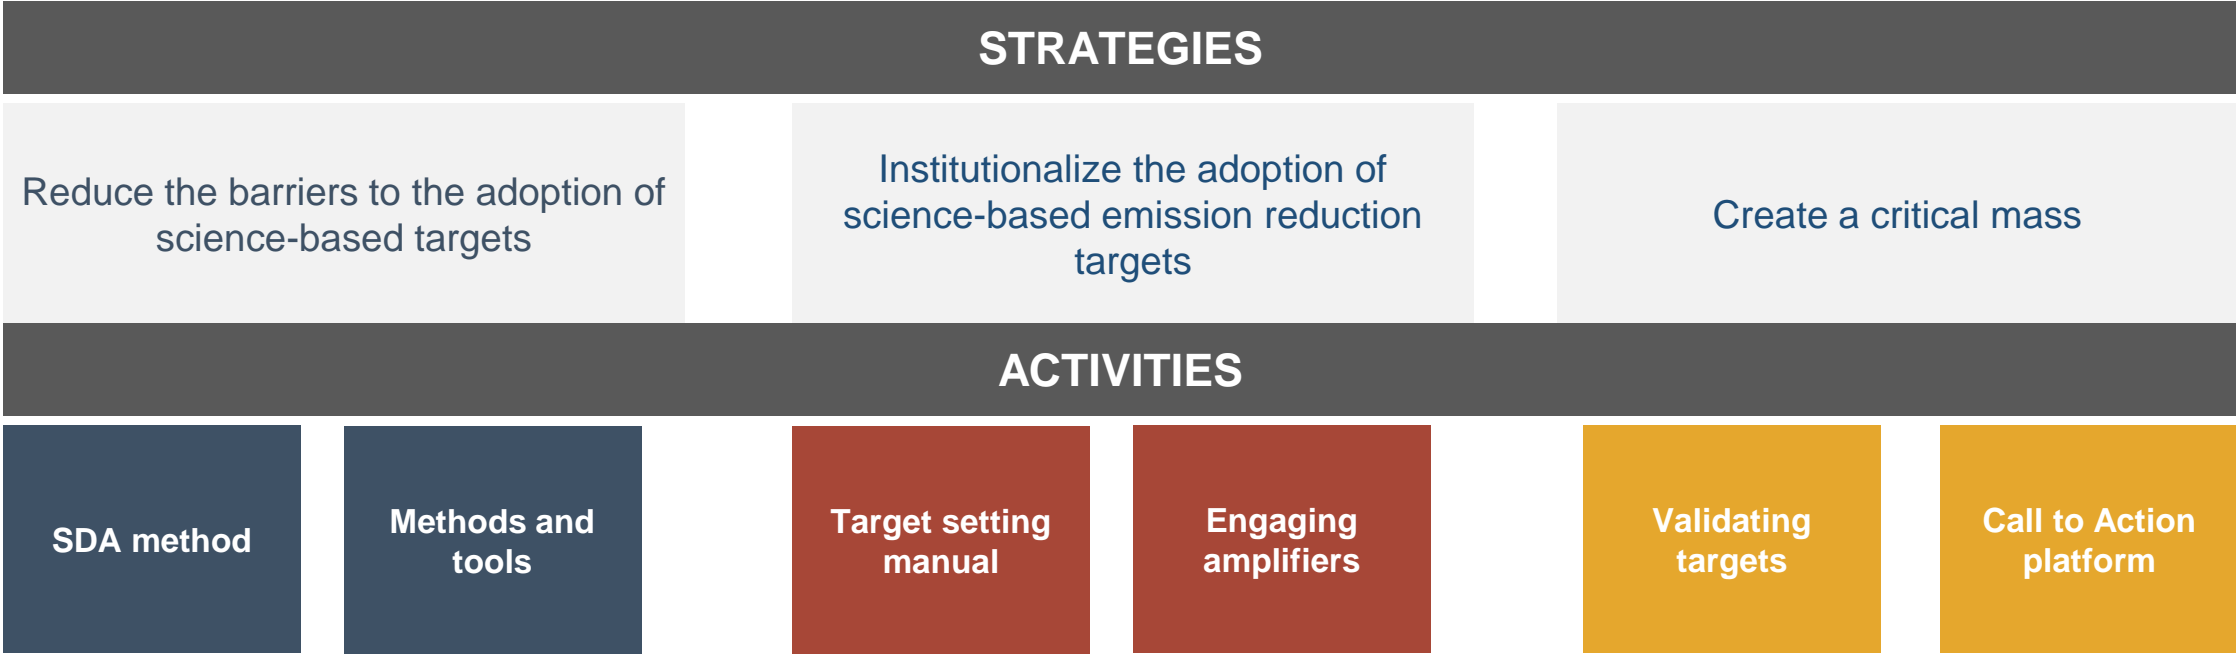 STRATEGIES
Reduce the barriers to the adoption of
science-based targets
Institutionalize the adoption of
science-based emission reduction
targets
Create a critical mass
ACTIVITIES
SDA method
Methods and
tools
Target setting
manual
Engaging
amplifiers
Validating
targets
Call to Action
platform